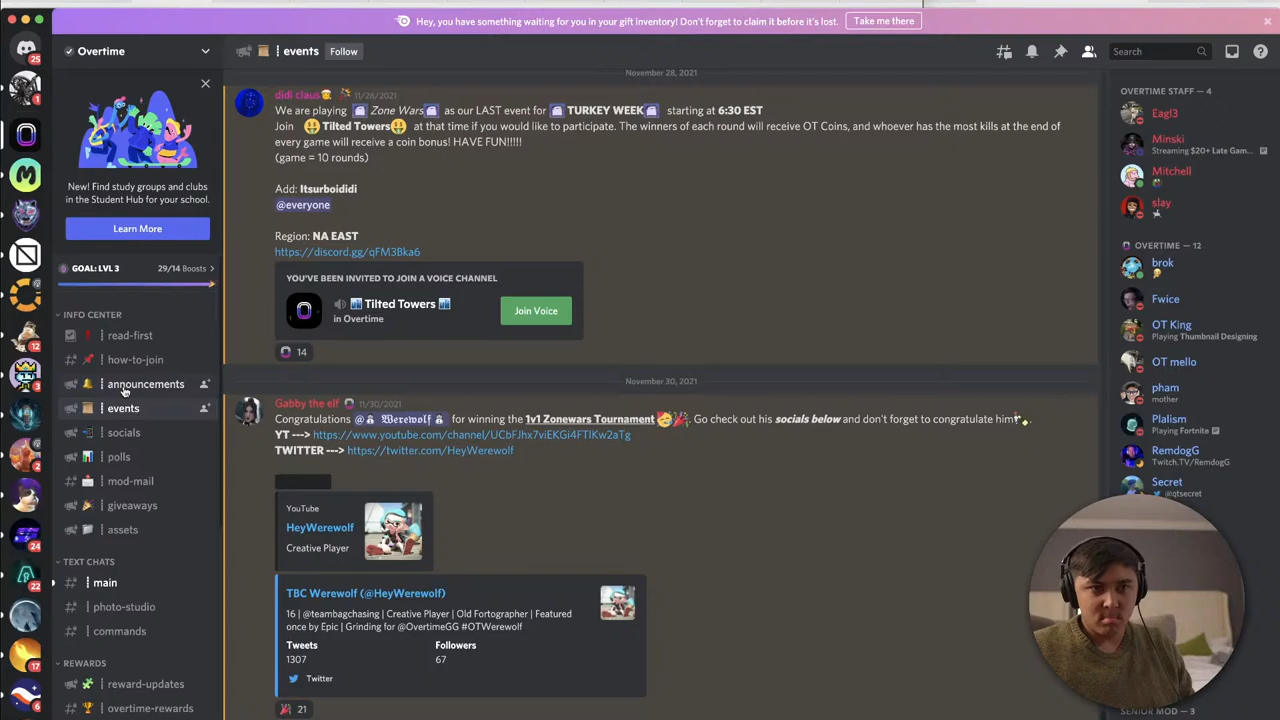 Hey, you have something waiting for you in your gift inventory! Don't forget to claim it before it's lost.
Take me there
Overtime
events
Follow
Search
25
1
12
3
24
22
17
6
New! Find study groups and clubs
in the Student Hub for your school.
Learn More
GOAL: LVL 3
29/14 Boosts
INFO CENTER
read-first
how-to-join
announcements
events
socials
polls
mod-mail
giveaways
assets
TEXT CHATS
main
photo-studio
commands
REWARDS
reward-updates
overtime-rewards
November 28, 2021
didi claus 11/28/2021
We are playing Zone Wars as our LAST event for TURKEY WEEK starting at 6:30 EST
Join Tilted Towers at that time if you would like to participate. The winners of each round will receive OT Coins, and whoever has the most kills at the end of
every game will receive a coin bonus! HAVE FUN!!!!!
(game = 10 rounds)
Add: Itsurboididi
@everyone
Region: NA EAST
https://discord.gg/qFM3Bka6
YOU'VE BEEN INVITED TO JOIN A VOICE CHANNEL
Tilted Towers
in Overtime
Join Voice
14
November 30, 2021
Gabby the elf 11/30/2021
Congratulations @ 𝖂𝖊𝖗𝖊𝖜𝖔𝖑𝖋 for winning the 1v1 Zonewars Tournament. Go check out his socials below and don't forget to congratulate him!
YT ---> https://www.youtube.com/channel/UCbFJhx7viEKGi4FTlKw2aTg
TWITTER ---> https://twitter.com/HeyWerewolf
YouTube
HeyWerewolf
Creative Player
TBC Werewolf (@HeyWerewolf)
16 | @teambagchasing | Creative Player | Old Fortographer | Featured
once by Epic | Grinding for @OvertimeGG #OTWerewolf
Tweets Followers
1307 67
Twitter
21
OVERTIME STAFF — 4
Eagl3
Minski
Streaming $20+ Late Gam...
Mitchell
slay
OVERTIME — 12
brok
Fwice
OT King
Playing Thumbnail Designing
OT mello
pham
mother
Plalism
Playing Fortnite
RemdogG
Twitch.TV/RemdogG
Secret
@qtsecret
SENIOR MOD — 3